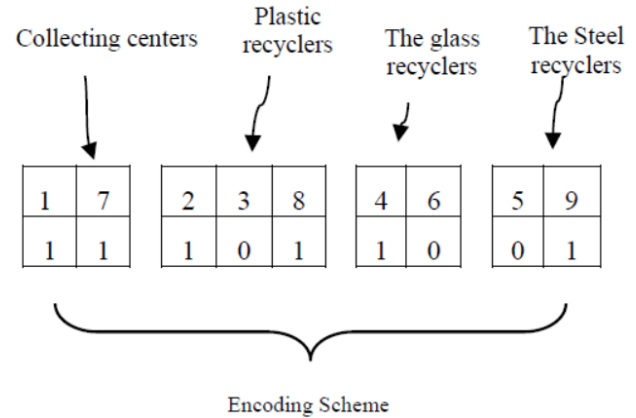 Collecting centers
Plastic
recyclers
The glass
recyclers
The Steel
recyclers
1 7 2 3 8 4 6 5 9
1 1 1 0 1 1 0 0 1
Encoding Scheme